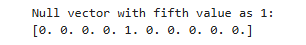 Null vector with fifth value as 1:
[0. 0. 0. 0. 1. 0. 0. 0. 0. 0.]